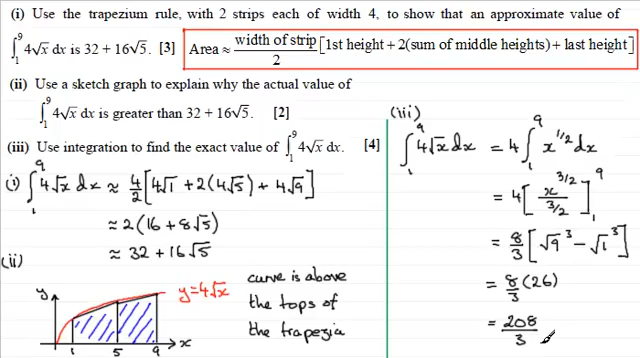 (i) Use the trapezium rule, with 2 strips each of width 4, to show that an approximate value of
∫₁⁹ 4√x dx is 32 + 16√5. [3]
Area ≈ width of strip/2 [1st height + 2(sum of middle heights) + last height]
(ii) Use a sketch graph to explain why the actual value of
∫₁⁹ 4√x dx is greater than 32 + 16√5. [2]
(iii) Use integration to find the exact value of ∫₁⁹ 4√x dx. [4]
(i) ∫₁⁹ 4√x dx ≈ 4/2 [4√1 + 2(4√5) + 4√9]
≈ 2(16 + 8√5)
≈ 32 + 16√5
(ii)
y
y=4√x
1 5 9 x
curve is above
the tops of
the trapezia
(iii)
∫₁⁹ 4√x dx = 4 ∫₁⁹ x^1/2 dx
= 4 [x^3/2 / 3/2]₁⁹
= 8/3 [√9³ − √1³]
= 8/3 (26)
= 208/3